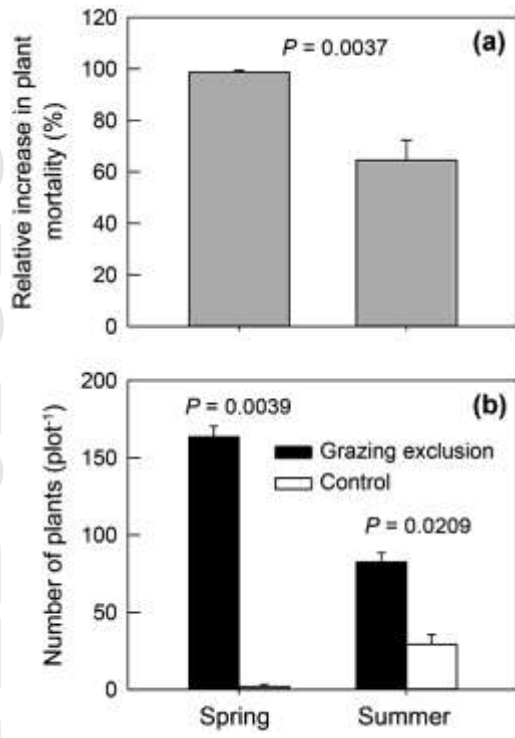 120
100
80
60
40
20
0
Relative increase in plant
mortality (%)
P = 0.0037
(a)
200
150
100
50
0
Number of plants (plot⁻¹)
P = 0.0039
(b)
Grazing exclusion
Control
P = 0.0209
Spring
Summer